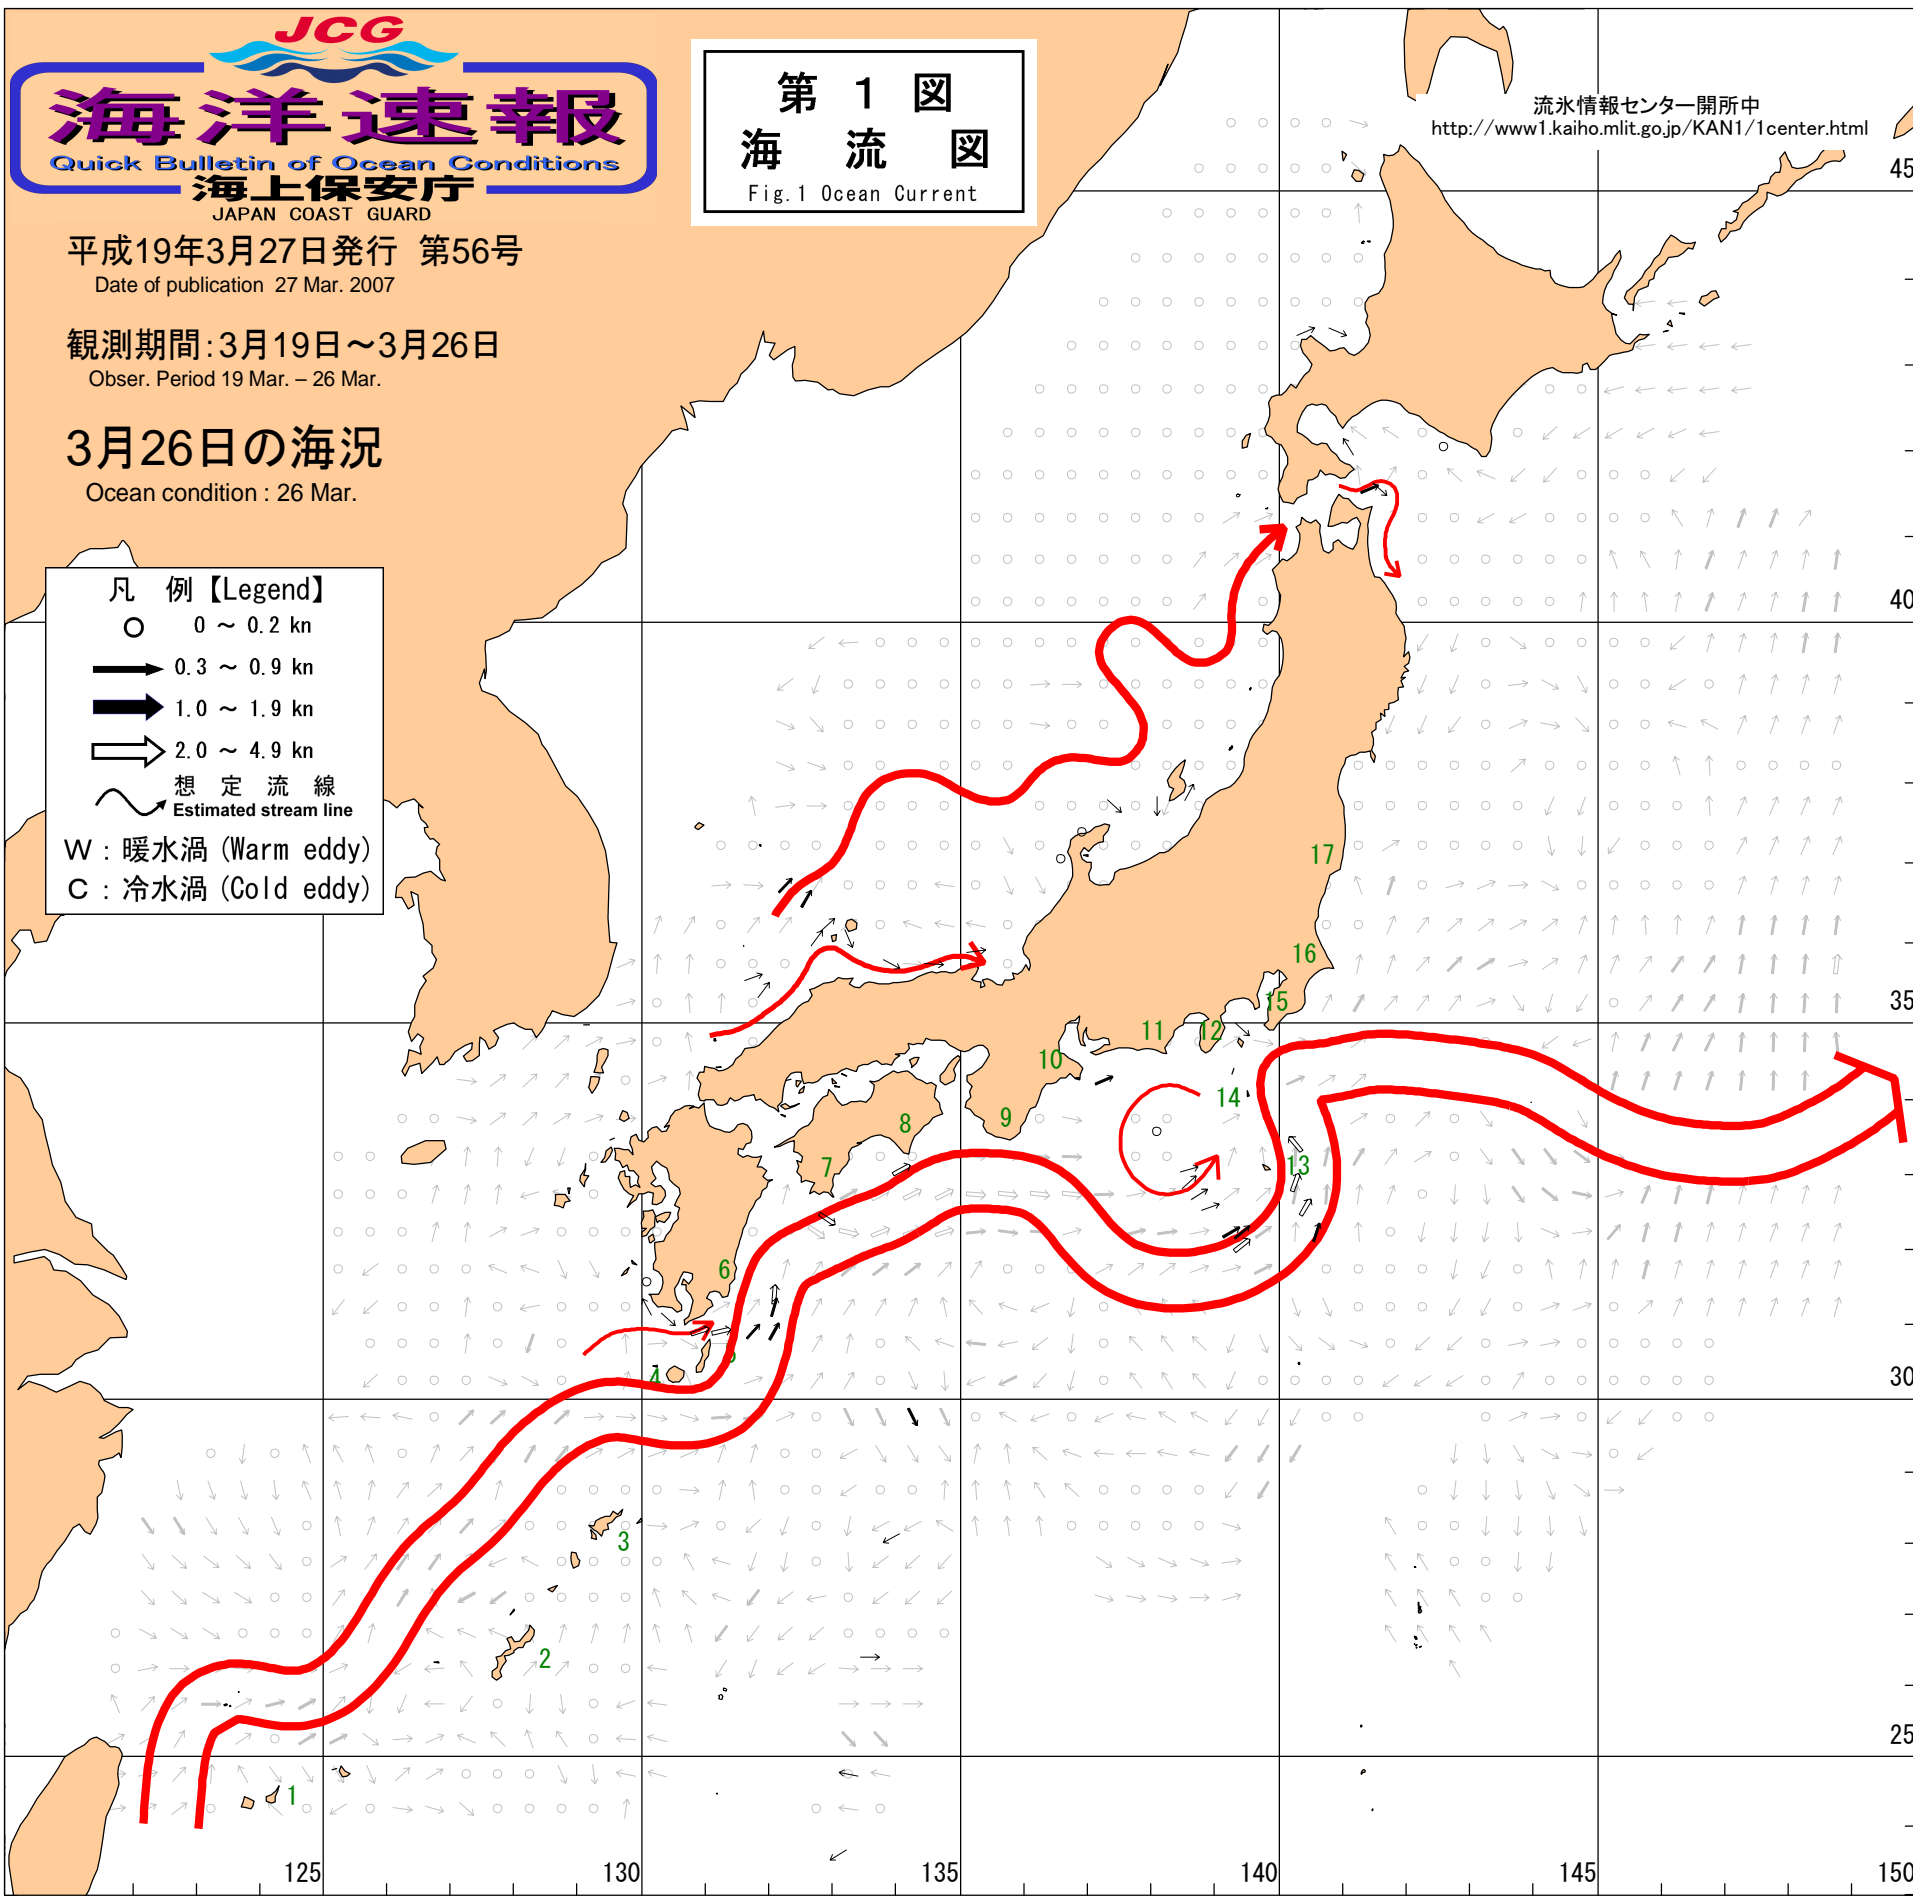 JCG
海洋速報
Quick Bulletin of Ocean Conditions
海上保安庁
JAPAN COAST GUARD
平成19年3月27日発行 第56号
Date of publication 27 Mar. 2007
観測期間:3月19日～3月26日
Obser. Period 19 Mar. – 26 Mar.
3月26日の海況
Ocean condition : 26 Mar.
第 1 図
海 流 図
Fig.1 Ocean Current
流氷情報センター開所中
http://www1.kaiho.mlit.go.jp/KAN1/1center.html
凡 例【Legend】
0 ～ 0.2 kn
0.3 ～ 0.9 kn
1.0 ～ 1.9 kn
2.0 ～ 4.9 kn
想 定 流 線
Estimated stream line
W : 暖水渦 (Warm eddy)
C : 冷水渦 (Cold eddy)
45
40
17
16
35
15
12
11
10
14
9
8
7
13
6
4
30
3
2
25
1
125
130
135
140
145
150